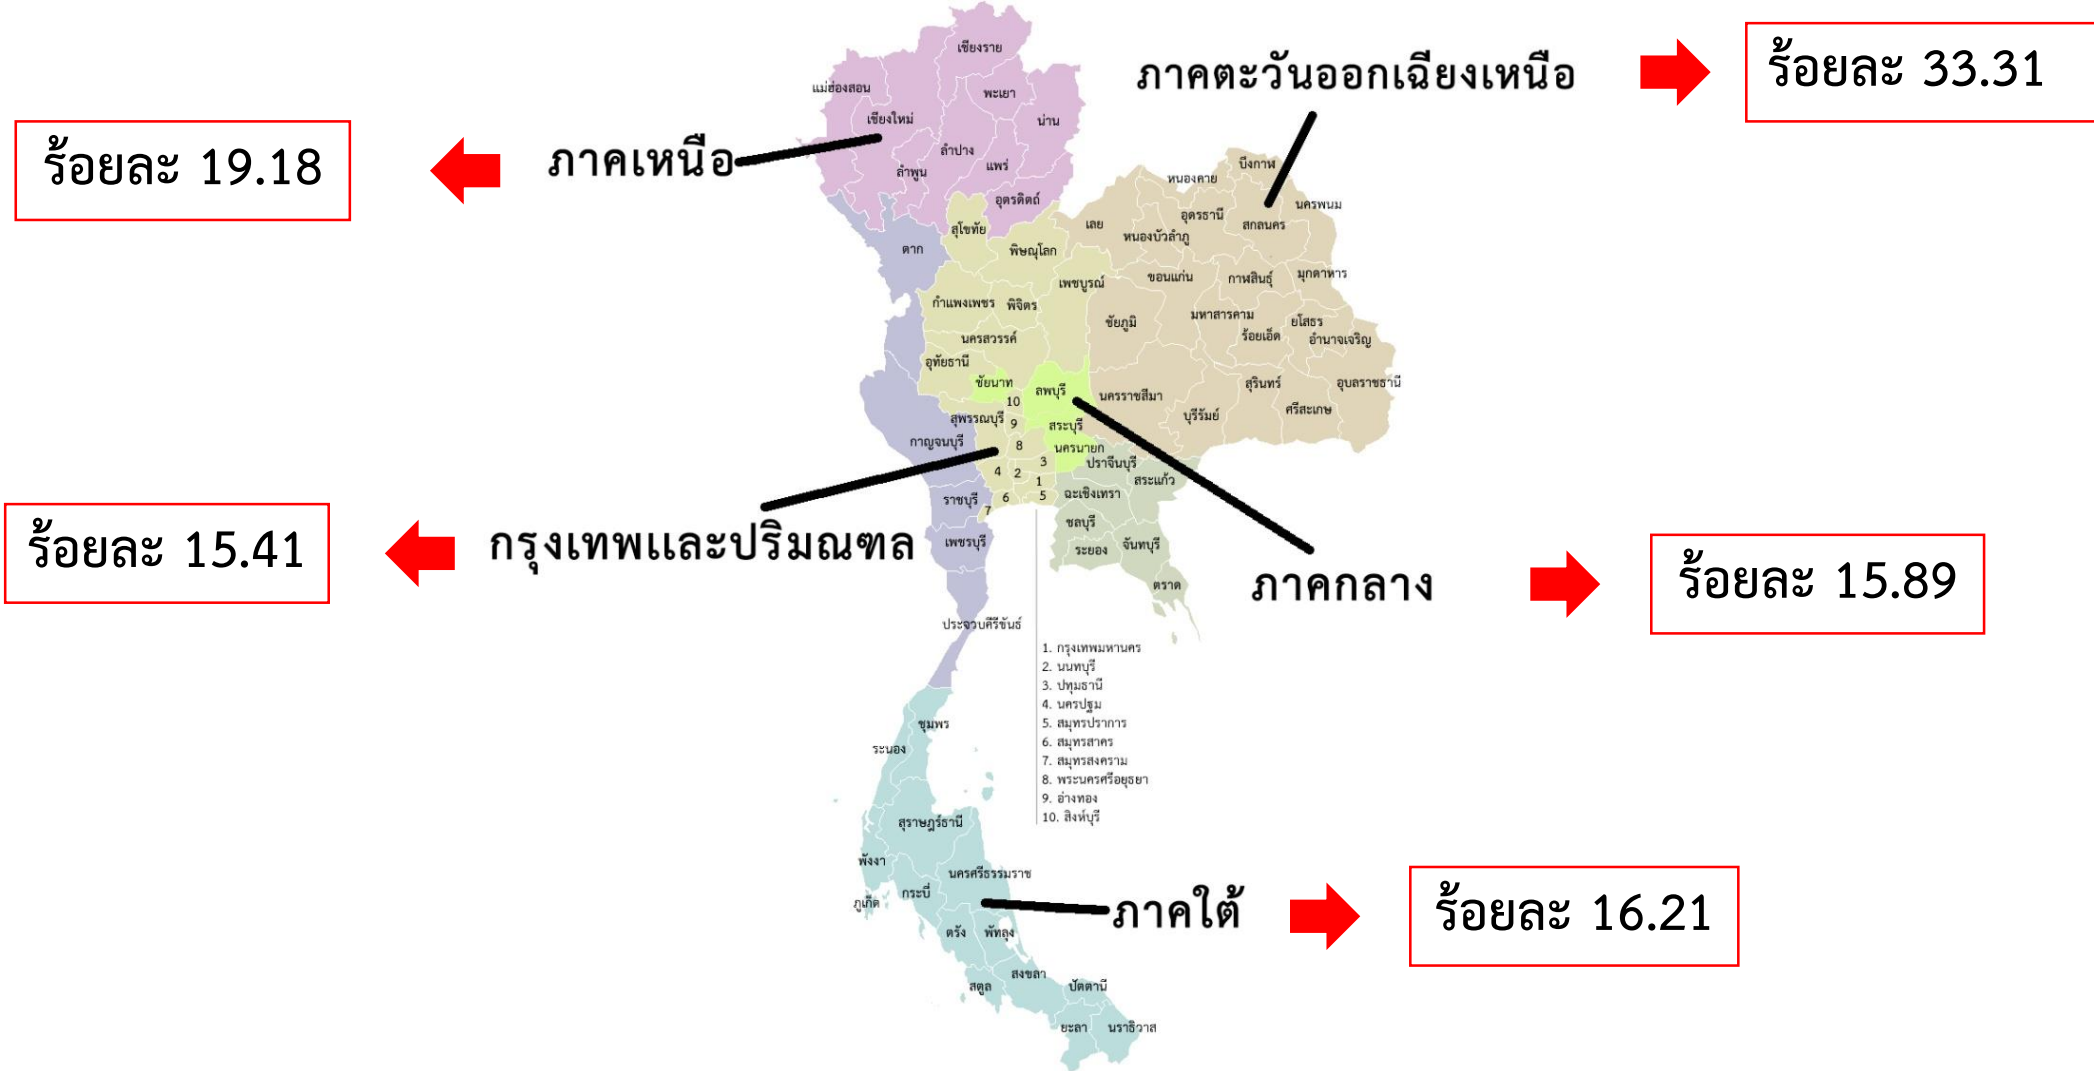 ภาคตะวันออกเฉียงเหนือ
ร้อยละ 33.31
ร้อยละ 19.18
ภาคเหนือ
เชียงราย
แม่ฮ่องสอน
พะเยา
เชียงใหม่
น่าน
ลำปาง
แพร่
ลำพูน
อุตรดิตถ์
บึงกาฬ
หนองคาย
นครพนม
อุดรธานี
สกลนคร
เลย
หนองบัวลำภู
สุโขทัย
ตาก
พิษณุโลก
ขอนแก่น
กาฬสินธุ์
มุกดาหาร
เพชบูรณ์
กำแพงเพชร
พิจิตร
ชัยภูมิ
มหาสารคาม
ร้อยเอ็ด
ยโสธร
อำนาจเจริญ
นครสวรรค์
อุทัยธานี
ชัยนาท
ลพบุรี
นครราชสีมา
สุรินทร์
อุบลราชธานี
บุรีรัมย์
ศรีสะเกษ
10
สุพรรณบุรี
9
สระบุรี
กาญจนบุรี
8
นครนายก
ปราจีนบุรี
3
4
2
1
สระแก้ว
ราชบุรี
6
5
ฉะเชิงเทรา
7
ชลบุรี
เพชรบุรี
ระยอง
จันทบุรี
ตราด
ร้อยละ 15.41
กรุงเทพและปริมณฑล
ภาคกลาง
ร้อยละ 15.89
ประจวบคีรีขันธ์
1. กรุงเทพมหานคร
2. นนทบุรี
3. ปทุมธานี
4. นครปฐม
5. สมุทรปราการ
6. สมุทรสาคร
7. สมุทรสงคราม
8. พระนครศรีอยุธยา
9. อ่างทอง
10. สิงห์บุรี
ชุมพร
ระนอง
สุราษฎร์ธานี
พังงา
นครศรีธรรมราช
กระบี่
ภูเก็ต
ภาคใต้
ร้อยละ 16.21
ตรัง
พัทลุง
สงขลา
สตูล
ปัตตานี
ยะลา
นราธิวาส